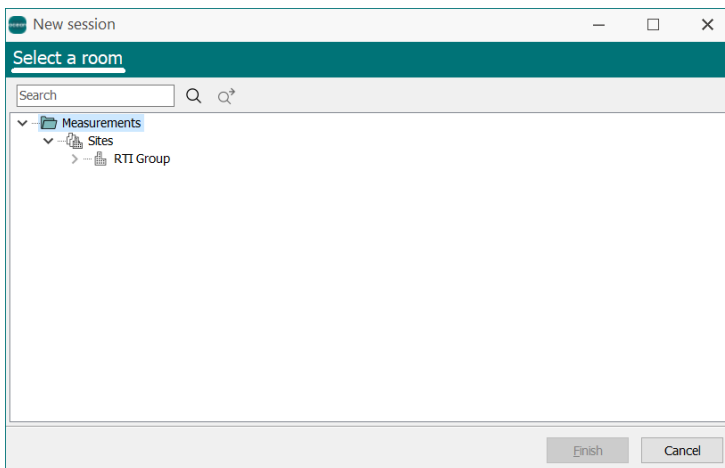 New session
Select a room
Search
Measurements
Sites
RTI Group
Finish
Cancel